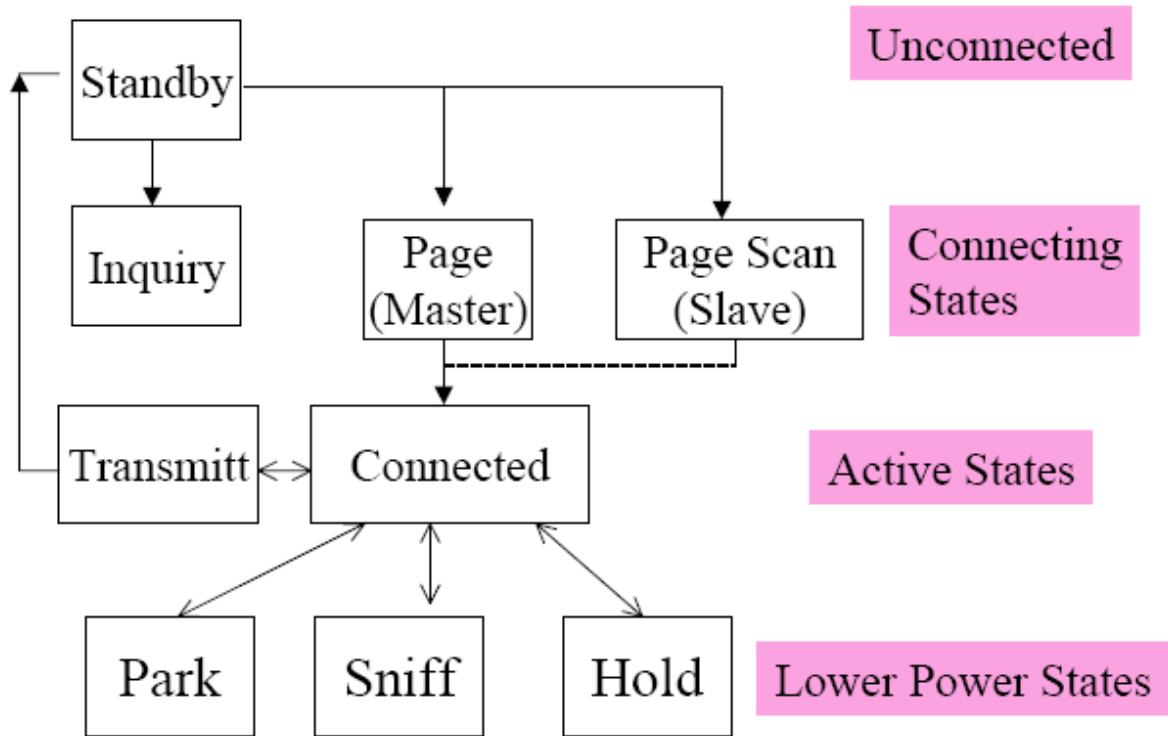 Unconnected
Standby
Inquiry
Page
(Master)
Page Scan
(Slave)
Connecting
States
Transmitt
Connected
Active States
Park
Sniff
Hold
Lower Power States